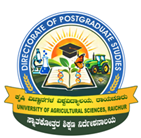 DIRECTORATE OF POSTGRADUATE STUDIES
ಕೃಷಿ ವಿಜ್ಞಾನಗಳ ವಿಶ್ವವಿದ್ಯಾಲಯ, ರಾಯಚೂರು
UNIVERSITY OF AGRICULTURAL SCIENCES, RAICHUR
ಸ್ನಾತಕೋತ್ತರ ಶಿಕ್ಷಣ ನಿರ್ದೇಶನಾಲಯ